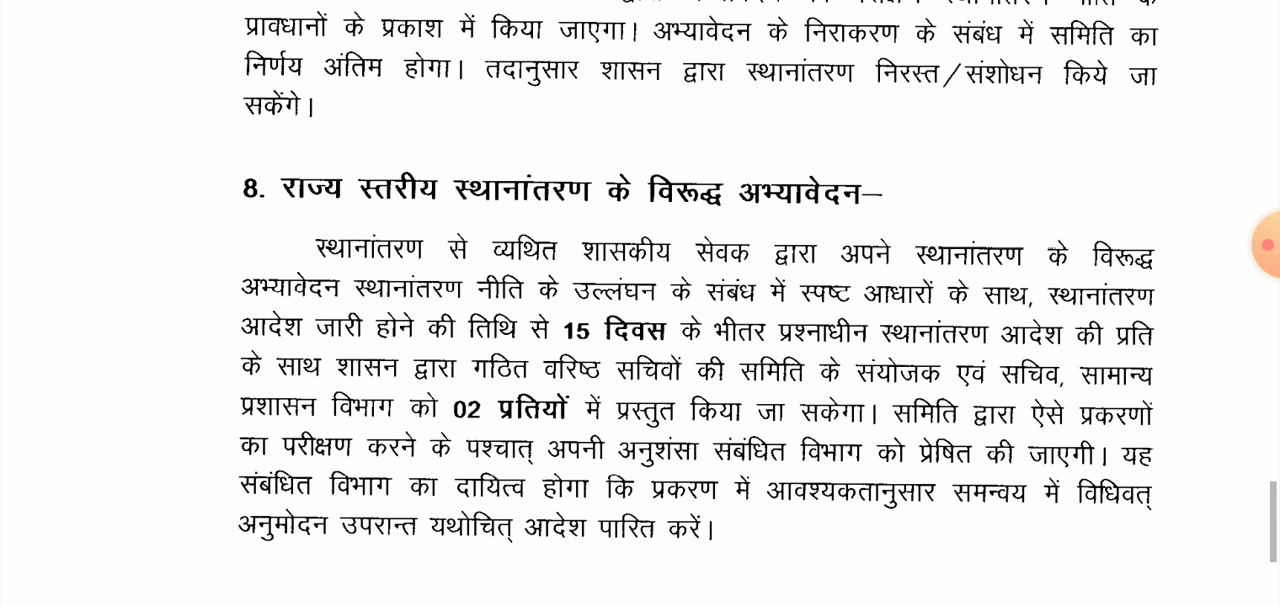 प्रावधानों के प्रकाश में किया जाएगा। अभ्यावेदन के निराकरण के संबंध में समिति का
निर्णय अंतिम होगा। तदानुसार शासन द्वारा स्थानांतरण निरस्त/संशोधन किये जा
सकेंगे।
8. राज्य स्तरीय स्थानांतरण के विरूद्ध अभ्यावेदन–
स्थानांतरण से व्यथित शासकीय सेवक द्वारा अपने स्थानांतरण के विरूद्ध
अभ्यावेदन स्थानांतरण नीति के उल्लंघन के संबंध में स्पष्ट आधारों के साथ, स्थानांतरण
आदेश जारी होने की तिथि से 15 दिवस के भीतर प्रश्नाधीन स्थानांतरण आदेश की प्रति
के साथ शासन द्वारा गठित वरिष्ठ सचिवों की समिति के संयोजक एवं सचिव, सामान्य
प्रशासन विभाग को 02 प्रतियों में प्रस्तुत किया जा सकेगा। समिति द्वारा ऐसे प्रकरणों
का परीक्षण करने के पश्चात् अपनी अनुशंसा संबंधित विभाग को प्रेषित की जाएगी। यह
संबंधित विभाग का दायित्व होगा कि प्रकरण में आवश्यकतानुसार समन्वय में विधिवत्
अनुमोदन उपरान्त यथोचित् आदेश पारित करें।